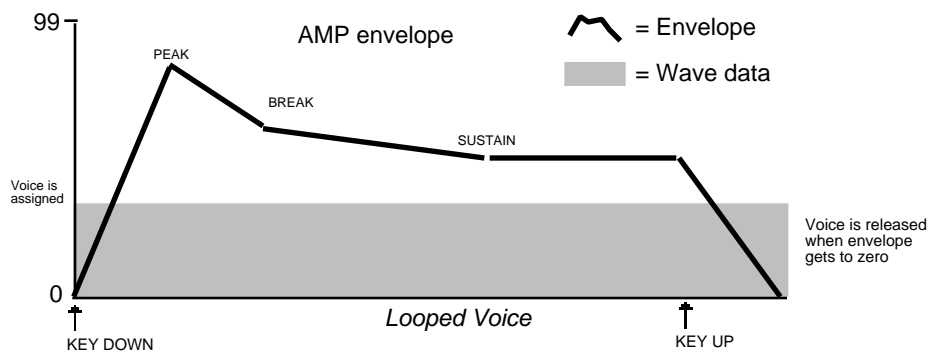 99
AMP envelope
= Envelope
PEAK
= Wave data
BREAK
SUSTAIN
Voice is
assigned
Voice is released
when envelope
gets to zero
0
Looped Voice
KEY DOWN
KEY UP